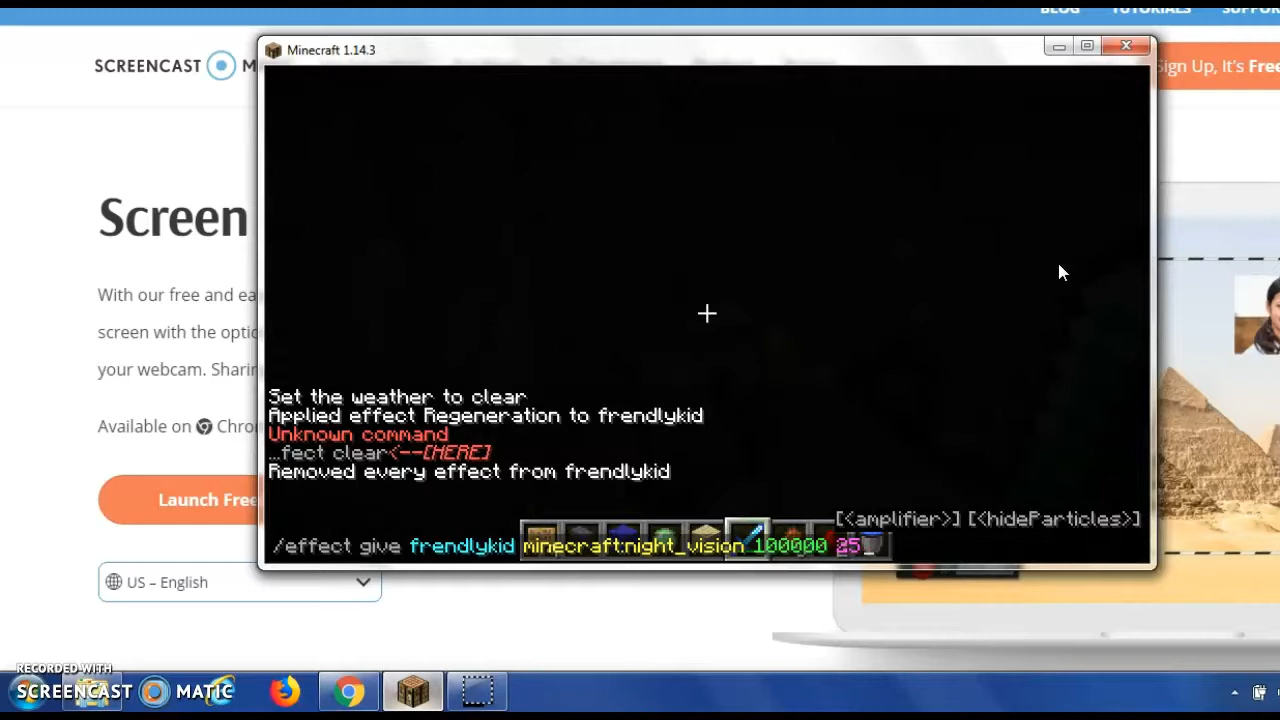 BLOG TUTORIALS SUPPOR
SCREENCAST M
Minecraft 1.14.3
Sign Up, It's Free
Screen
With our free and ea
screen with the optio
your webcam. Sharin
Available on Chro
Launch Free
US – English
Set the weather to clear
Applied effect Regeneration to frendlykid
Unknown command
...fect clear<--[HERE]
Removed every effect from frendlykid
[<amplifier>] [<hideParticles>]
/effect give frendlykid minecraft:night_vision 100000 25_
RECORDED WITH
SCREENCAST MATIC